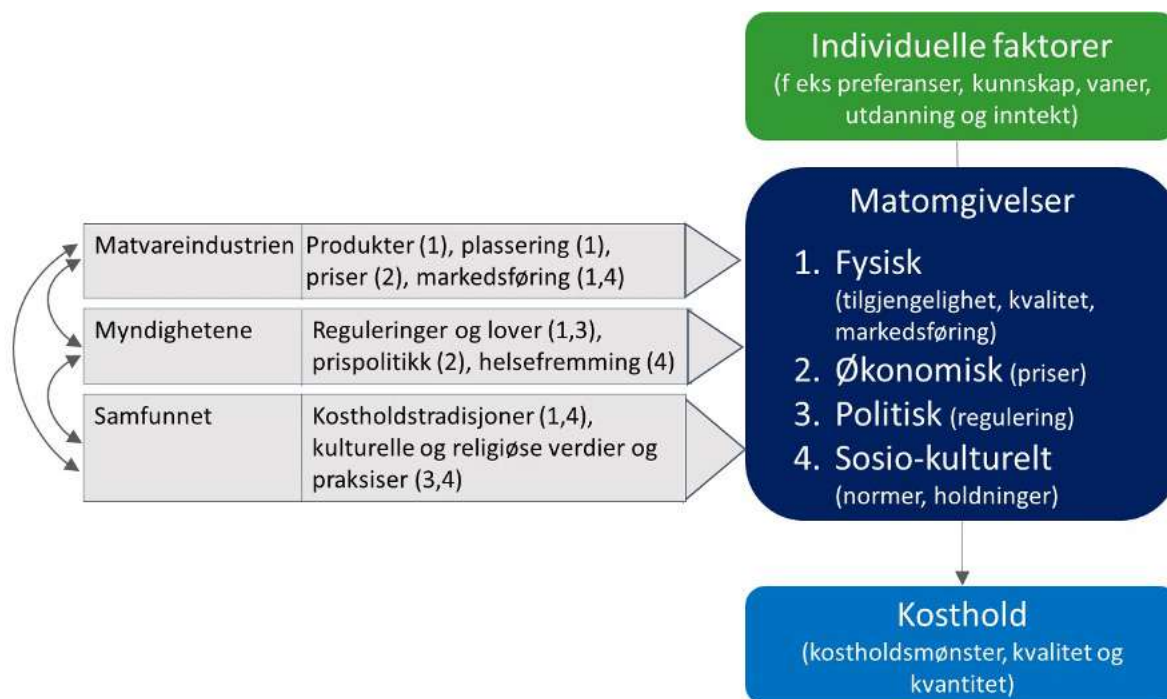 Individuelle faktorer
(f eks preferanser, kunnskap, vaner,
utdanning og inntekt)
Matvareindustrien
Produkter (1), plassering (1),
priser (2), markedsføring (1,4)
Myndighetene
Reguleringer og lover (1,3),
prispolitikk (2), helsefremming (4)
Samfunnet
Kostholdstradisjoner (1,4),
kulturelle og religiøse verdier og
praksiser (3,4)
Matomgivelser
1. Fysisk
(tilgjengelighet, kvalitet,
markedsføring)
2. Økonomisk (priser)
3. Politisk (regulering)
4. Sosio-kulturelt
(normer, holdninger)
Kosthold
(kostholdsmønster, kvalitet og
kvantitet)